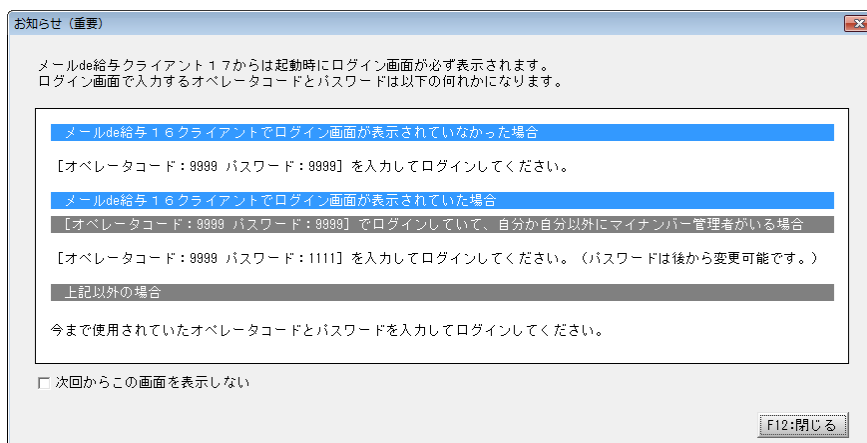 お知らせ（重要）
メールde給与クライアント１７からは起動時にログイン画面が必ず表示されます。
ログイン画面で入力するオペレータコードとパスワードは以下の何れかになります。
メールde給与１６クライアントでログイン画面が表示されていなかった場合
［オペレータコード：9999 パスワード：9999］を入力してログインしてください。
メールde給与１６クライアントでログイン画面が表示されていた場合
［オペレータコード：9999 パスワード：9999］でログインしていて、自分か自分以外にマイナンバー管理者がいる場合
［オペレータコード：9999 パスワード：1111］を入力してログインしてください。（パスワードは後から変更可能です。）
上記以外の場合
今まで使用されていたオペレータコードとパスワードを入力してログインしてください。
次回からこの画面を表示しない
F12:閉じる